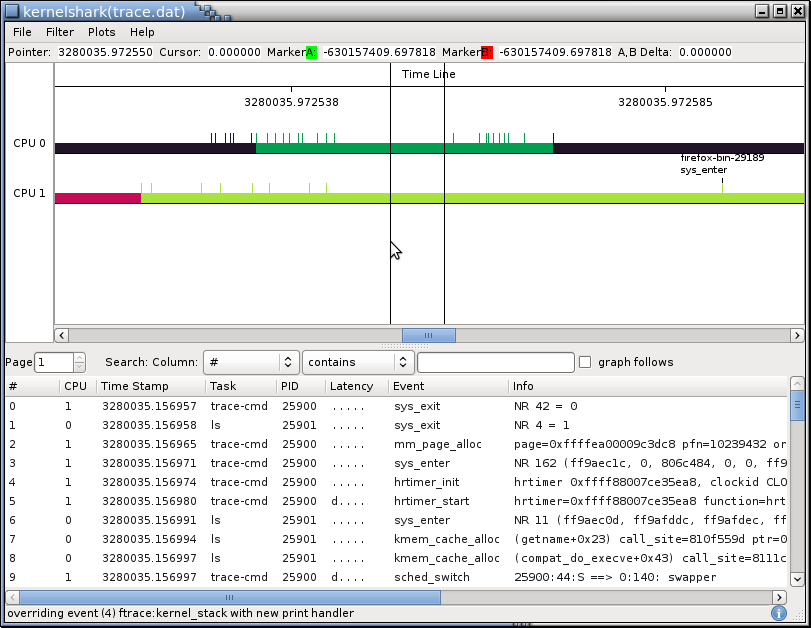 kernelshark(trace.dat)
File Filter Plots Help
Pointer: 3280035.972550 Cursor: 0.000000 Marker A: -630157409.697818 Marker B: -630157409.697818 A,B Delta: 0.000000
Time Line
3280035.972538 3280035.972585
CPU 0
firefox-bin-29189
sys_enter
CPU 1
Page 1 Search: Column: # contains graph follows
# CPU Time Stamp Task PID Latency Event Info
0 1 3280035.156957 trace-cmd 25900 ..... sys_exit NR 42 = 0
1 0 3280035.156958 ls 25901 ..... sys_exit NR 4 = 1
2 1 3280035.156965 trace-cmd 25900 ..... mm_page_alloc page=0xffffea00009c3dc8 pfn=10239432 or
3 1 3280035.156971 trace-cmd 25900 ..... sys_enter NR 162 (ff9aec1c, 0, 806c484, 0, 0, ff9
4 1 3280035.156974 trace-cmd 25900 ..... hrtimer_init hrtimer 0xffff88007ce35ea8, clockid CLO
5 1 3280035.156980 trace-cmd 25900 d.... hrtimer_start hrtimer=0xffff88007ce35ea8 function=hrt
6 0 3280035.156991 ls 25901 ..... sys_enter NR 11 (ff9aec0d, ff9afddc, ff9afdec, ff
7 0 3280035.156994 ls 25901 ..... kmem_cache_alloc (getname+0x23) call_site=810f559d ptr=0
8 0 3280035.156997 ls 25901 ..... kmem_cache_alloc (compat_do_execve+0x43) call_site=8111c
9 1 3280035.156997 trace-cmd 25900 d.... sched_switch 25900:44:S ==> 0:140: swapper
overriding event (4) ftrace:kernel_stack with new print handler